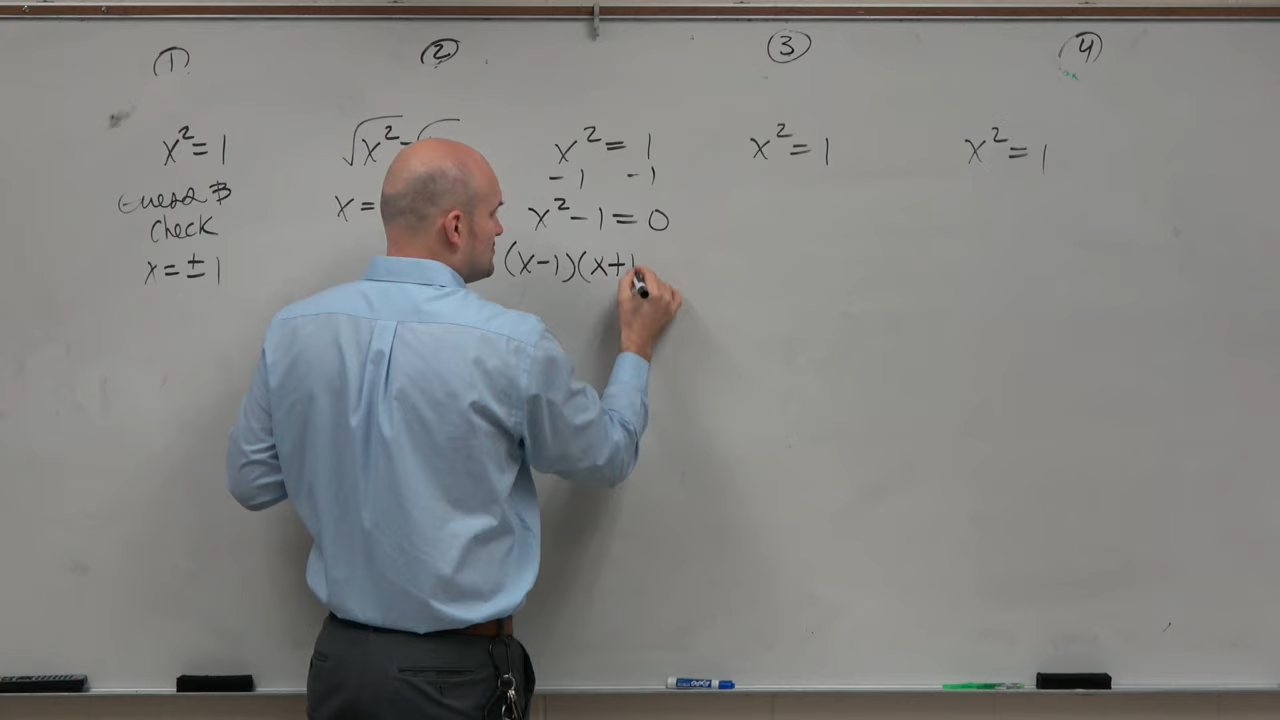 ① ② ③ ④
x² = 1
Guess &
check
x = ± 1
√x² = √
x =
x² = 1
-1 -1
x² - 1 = 0
(x-1)(x+1
x² = 1
x² = 1
EXPO